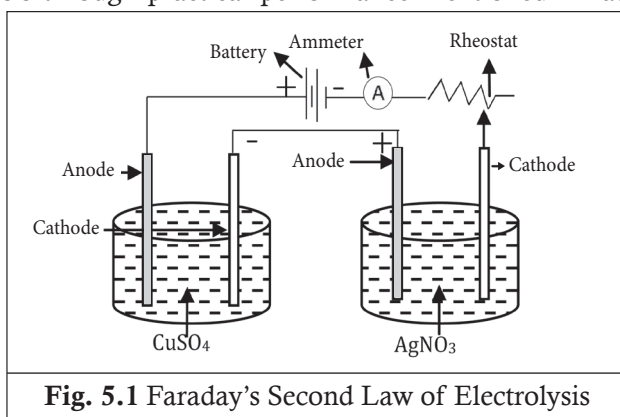 Battery
Ammeter
Rheostat
+
-
A
-
+
Anode
Anode
Cathode
Cathode
CuSO₄
AgNO₃
Fig. 5.1 Faraday's Second Law of Electrolysis